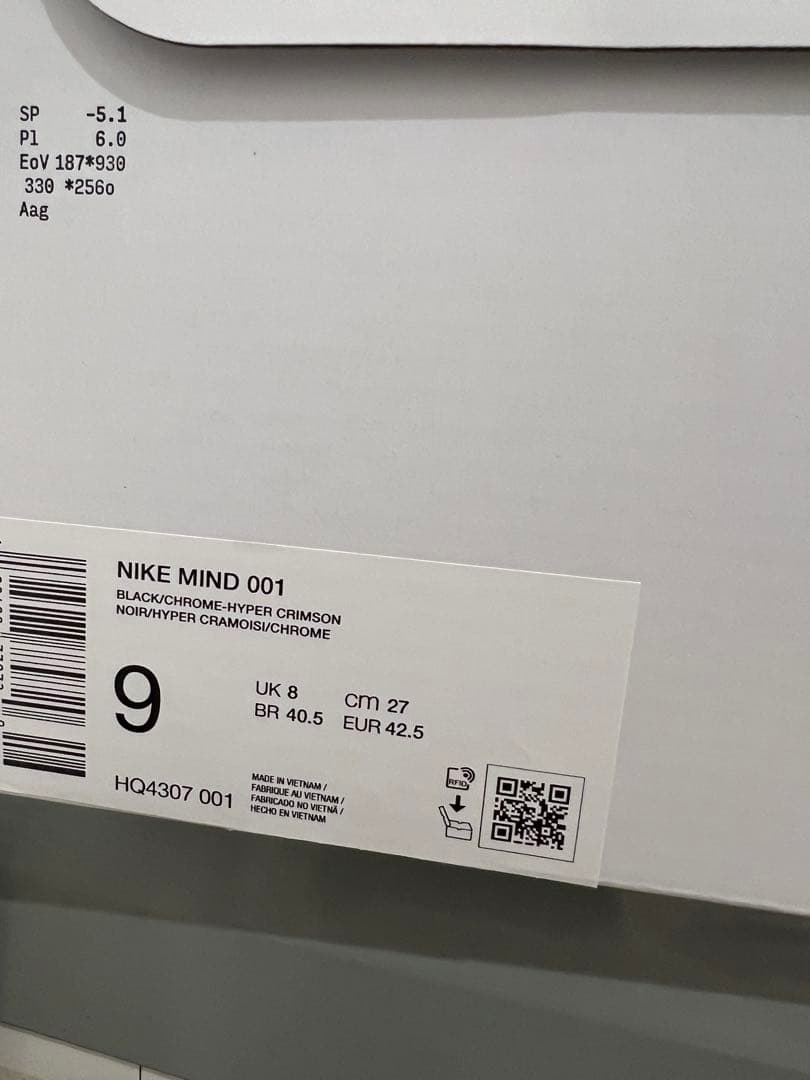 SP -5.1
Pl 6.0
EoV 187*930
330 *256o
Aag
NIKE MIND 001
BLACK/CHROME-HYPER CRIMSON
NOIR/HYPER CRAMOISI/CHROME
9
UK 8 cm 27
BR 40.5 EUR 42.5
HQ4307 001
MADE IN VIETNAM /
FABRIQUE AU VIETNAM /
FABRICADO NO VIETNÃ /
HECHO EN VIETNAM
RFID